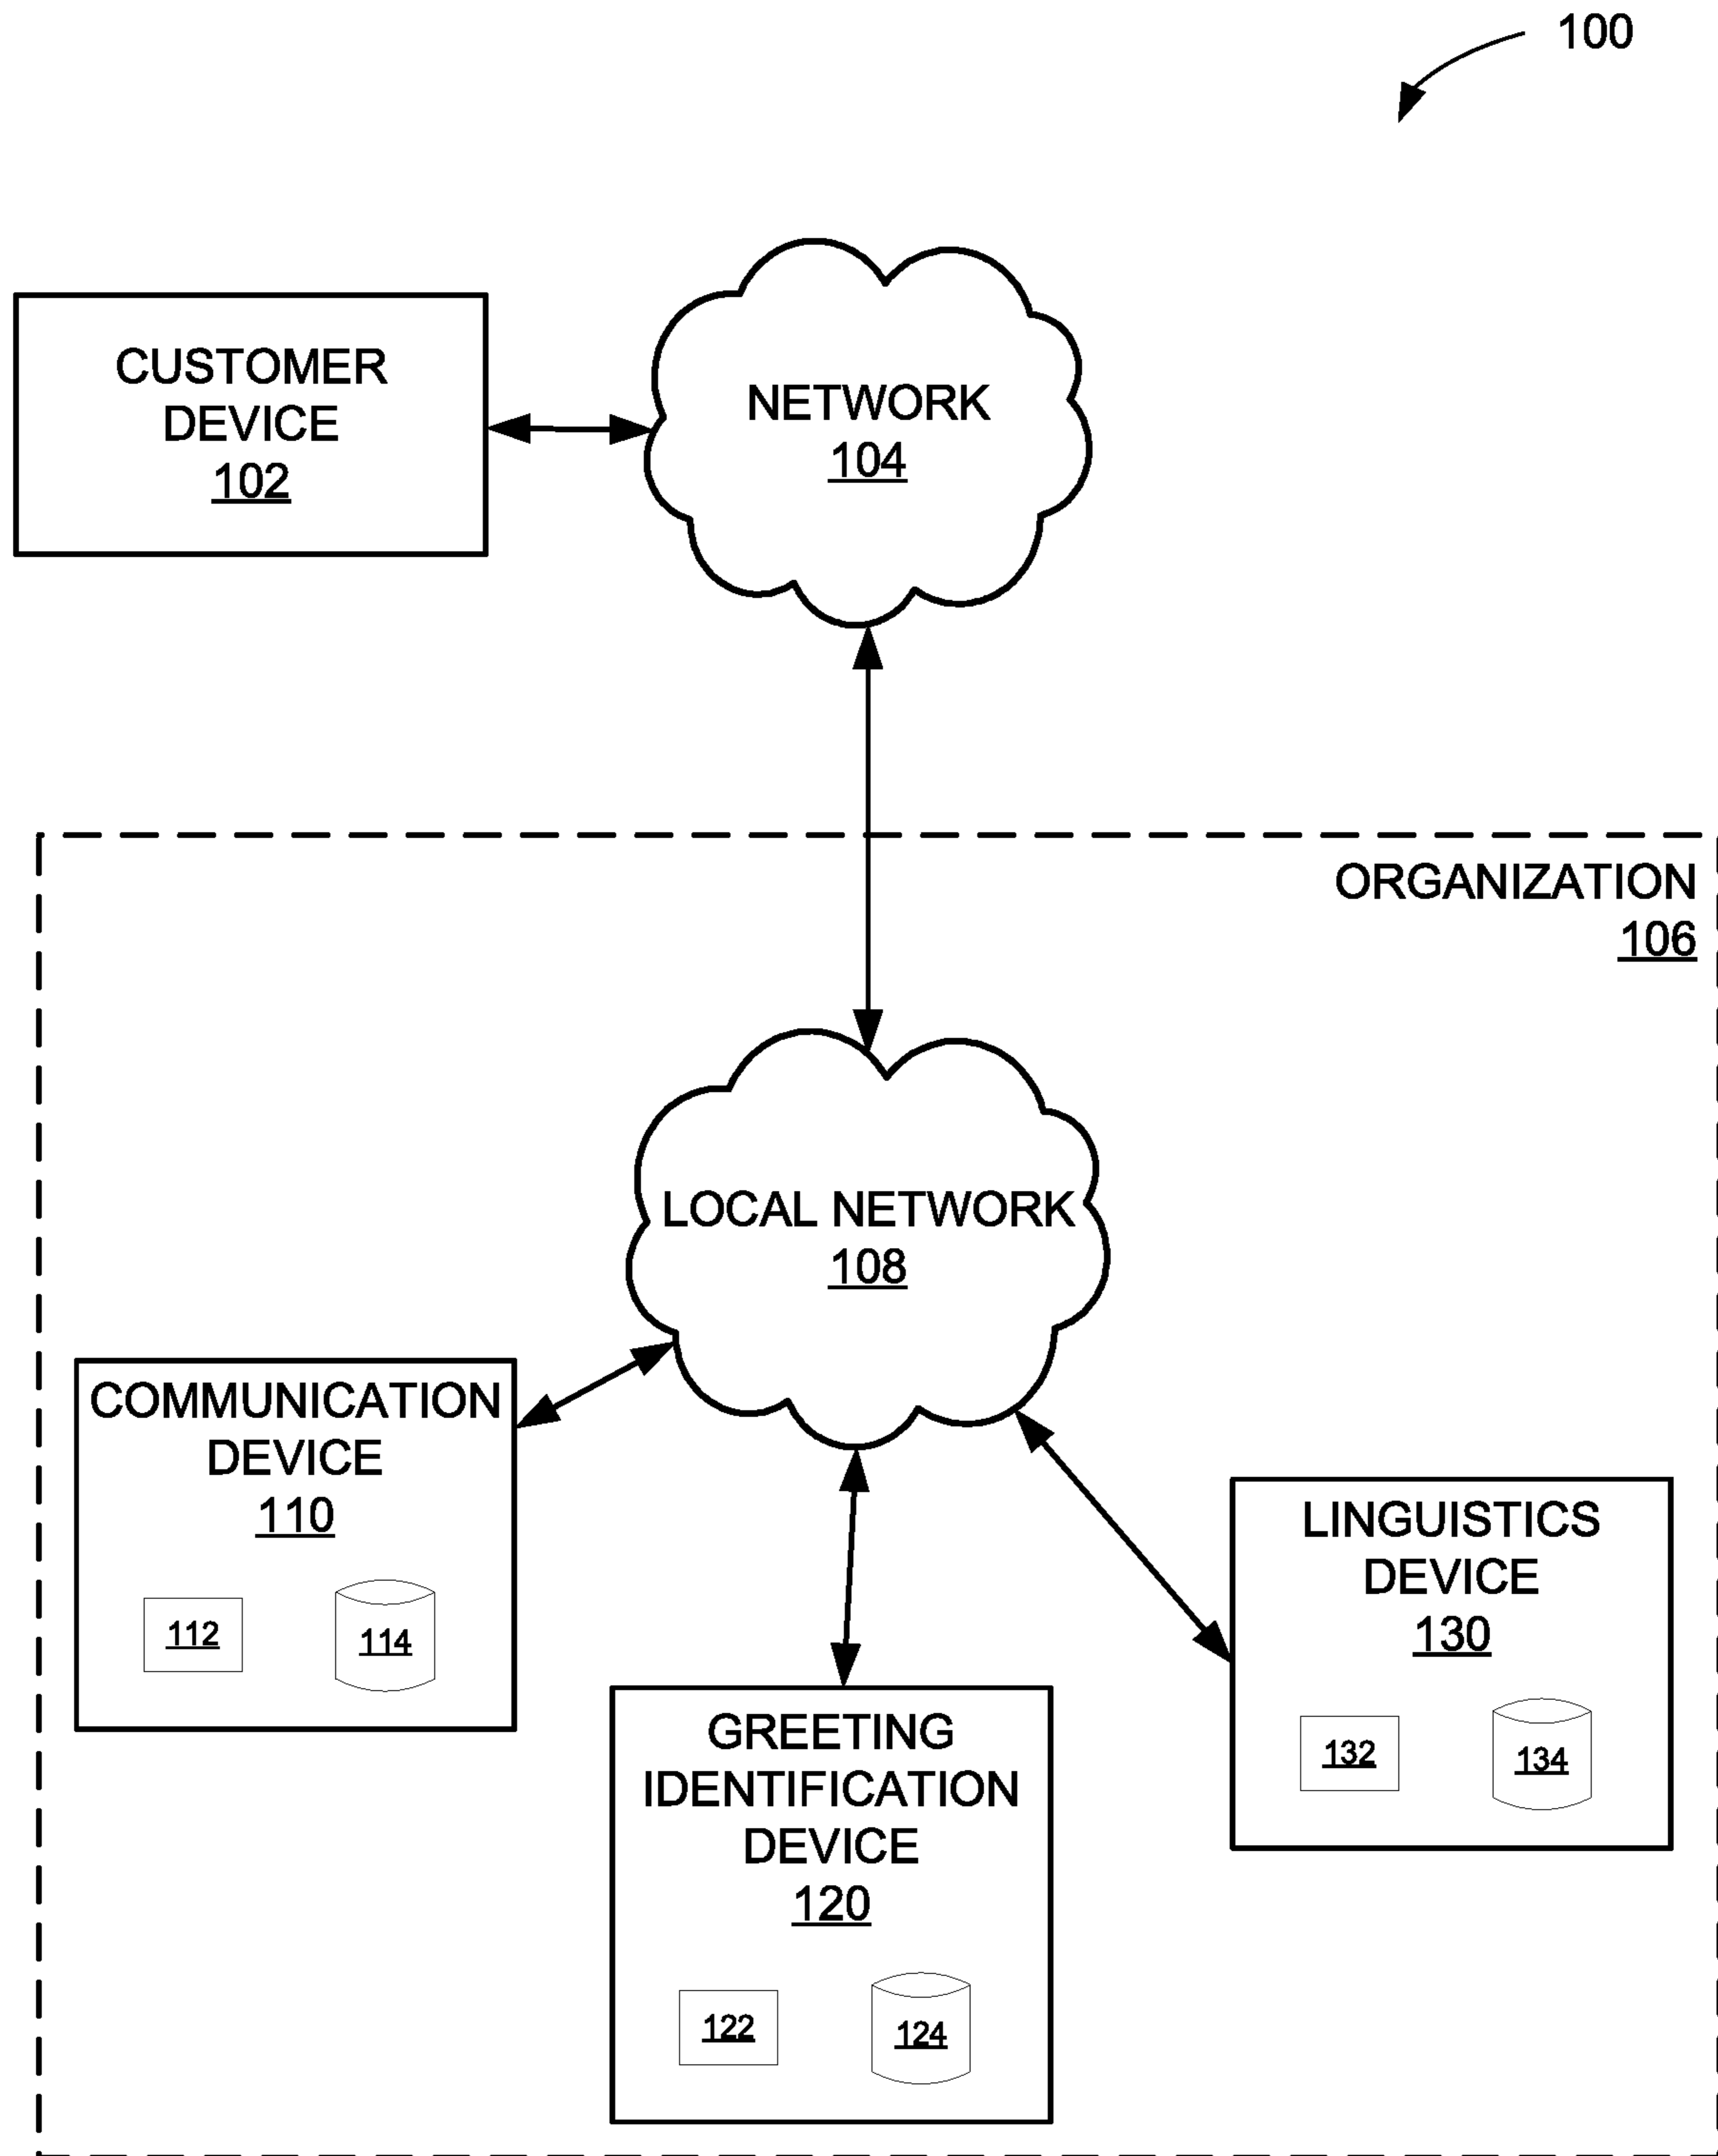 100
CUSTOMER
DEVICE
102
NETWORK
104
ORGANIZATION
106
LOCAL NETWORK
108
COMMUNICATION
DEVICE
110
112
114
LINGUISTICS
DEVICE
130
132
134
GREETING
IDENTIFICATION
DEVICE
120
122
124